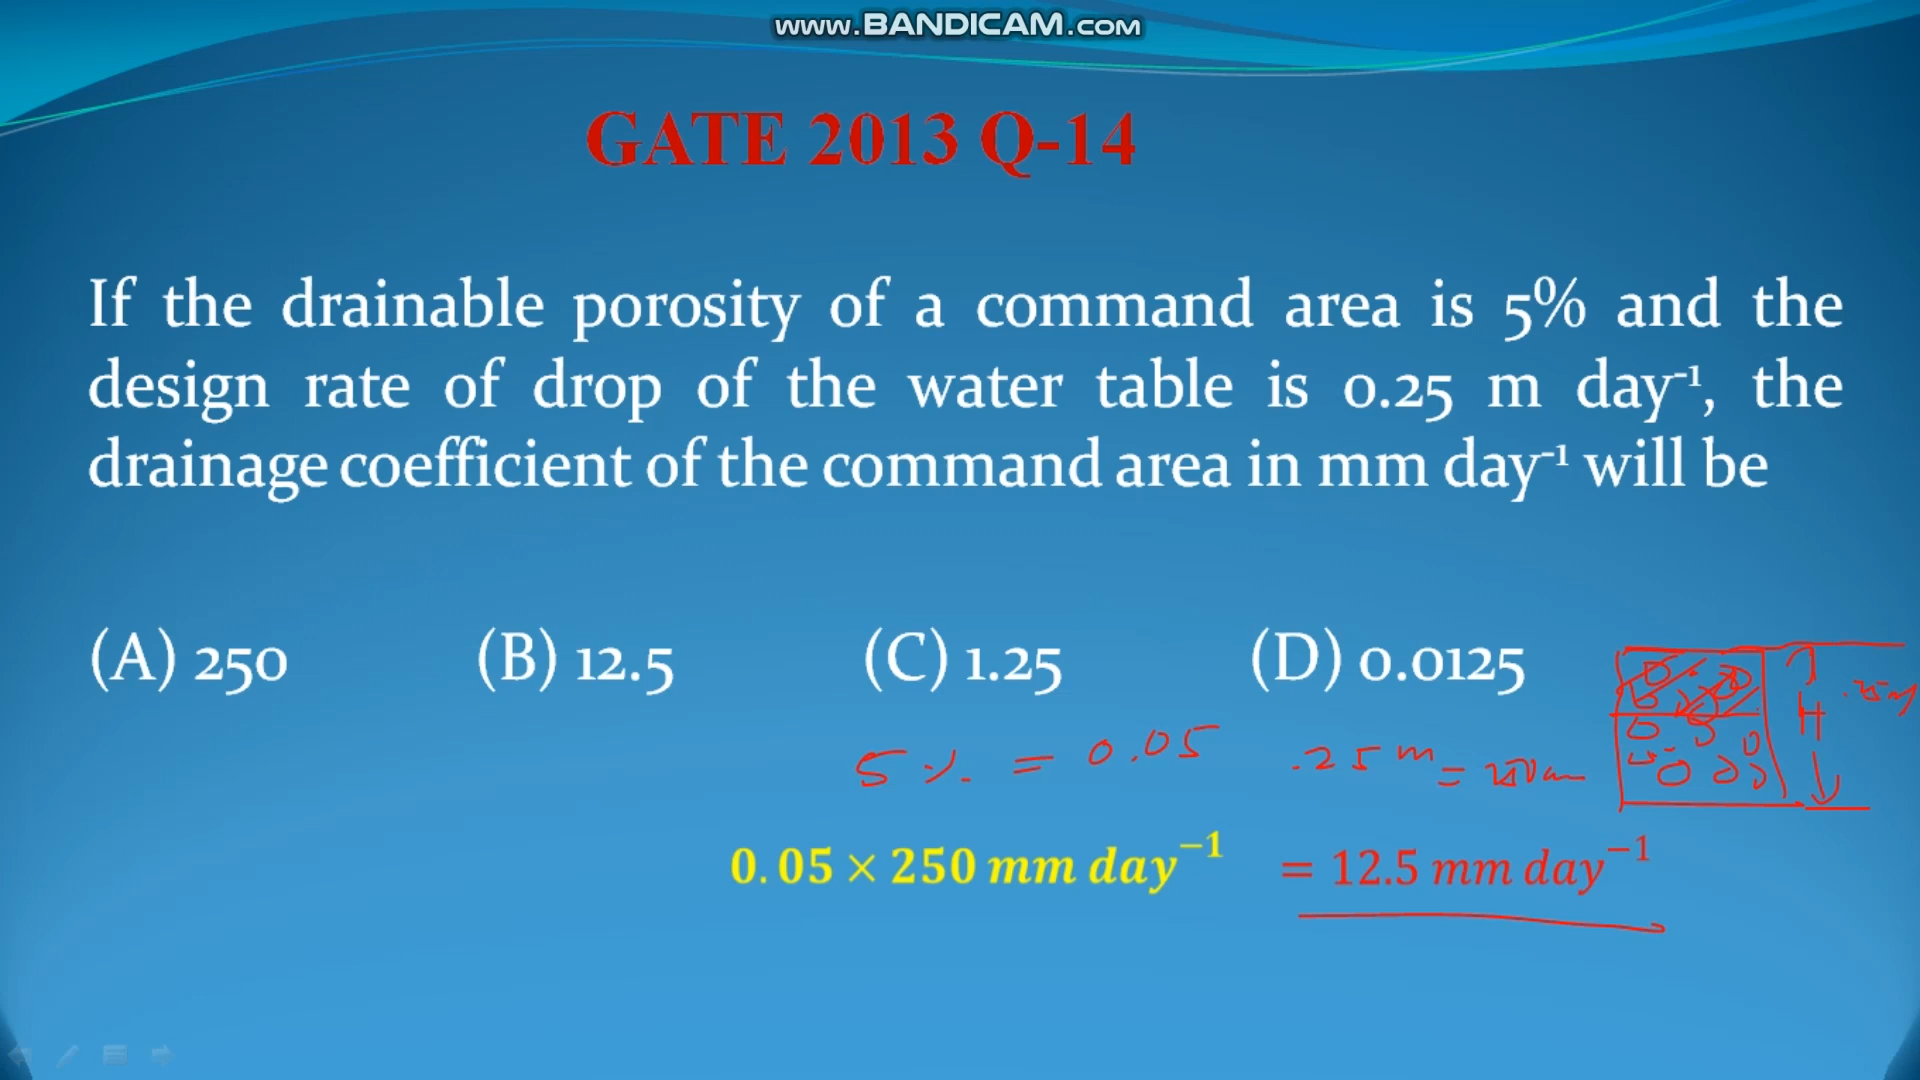 www.BANDICAM.com
GATE 2013 Q-14
If the drainable porosity of a command area is 5% and the
design rate of drop of the water table is 0.25 m day⁻¹, the
drainage coefficient of the command area in mm day⁻¹ will be
(A) 250 (B) 12.5 (C) 1.25 (D) 0.0125
H .25m
5 % = 0.05 .25 m =
0.05 × 250 mm day⁻¹ = 12.5 mm day⁻¹